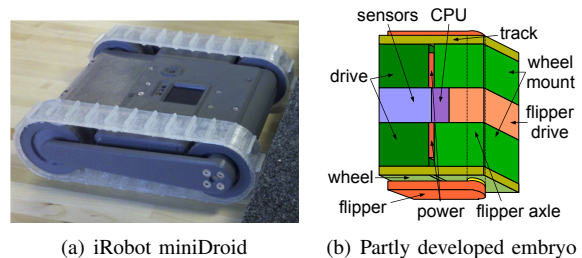 sensors CPU
track
drive
wheel
mount
flipper
drive
wheel
flipper
power
flipper axle
(a) iRobot miniDroid
(b) Partly developed embryo